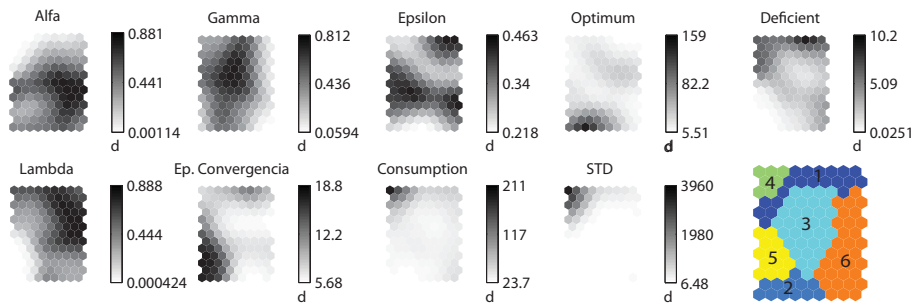 Alfa
0.881
0.441
0.00114
d
Gamma
0.812
0.436
0.0594
d
Epsilon
0.463
0.34
0.218
d
Optimum
159
82.2
5.51
d
Deficient
10.2
5.09
0.0251
d
Lambda
0.888
0.444
0.000424
d
Ep. Convergencia
18.8
12.2
5.68
d
Consumption
211
117
23.7
d
STD
3960
1980
6.48
d
1
4
3
5
6
2